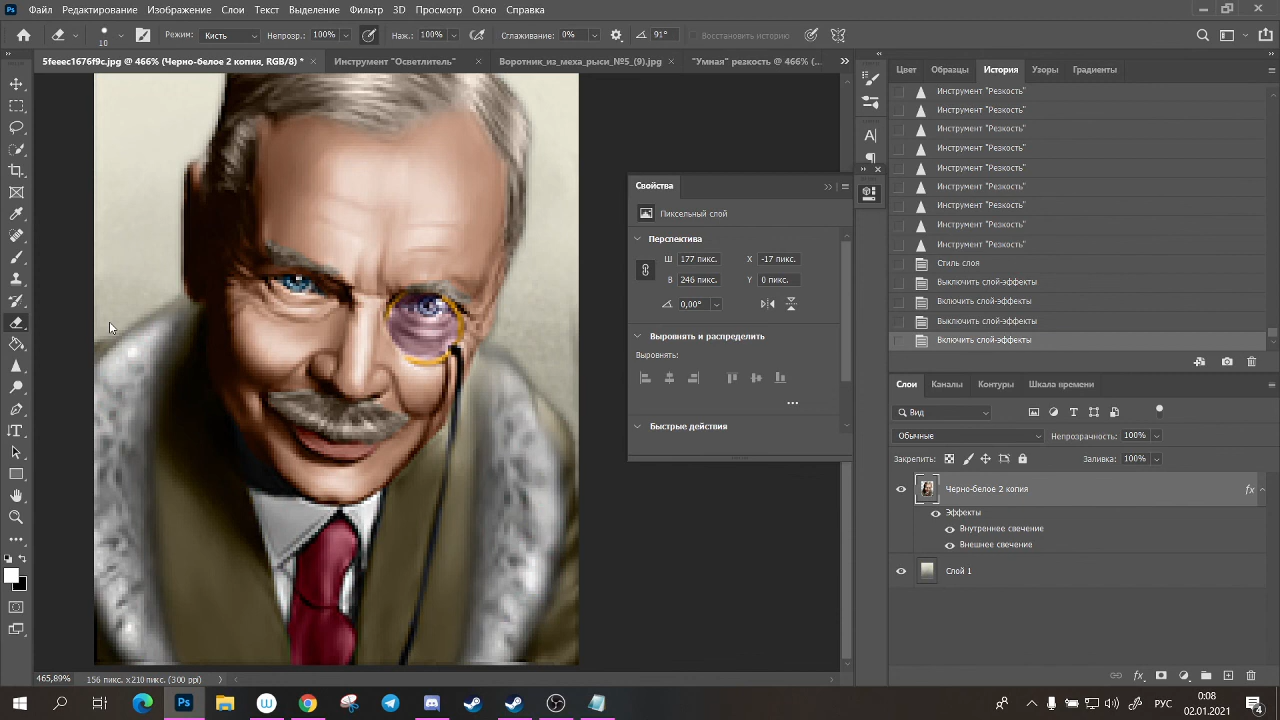 Ps Файл Редактирование Изображение Слои Текст Выделение Фильтр 3D Просмотр Окно Справка
10 Режим: Кисть Непрозр.: 100% Наж.: 100% Сглаживание: 0% 91° Восстановить историю
5feeec1676f9c.jpg @ 466% (Черно-белое 2 копия, RGB/8) * × Инструмент "Осветлитель" × Воротник_из_меха_рыси_№5_(9).jpg × "Умная" резкость @ 466% (...
Цвет Образцы История Узоры Градиенты
Инструмент "Резкость"
Инструмент "Резкость"
Инструмент "Резкость"
Инструмент "Резкость"
Инструмент "Резкость"
Инструмент "Резкость"
Инструмент "Резкость"
Инструмент "Резкость"
Инструмент "Резкость"
Стиль слоя
Выключить слой-эффекты
Включить слой-эффекты
Выключить слой-эффекты
Включить слой-эффекты
Свойства
Пиксельный слой
Перспектива
Ш 177 пикс. X -17 пикс.
В 246 пикс. Y 0 пикс.
0,00°
Выровнять и распределить
Выровнять:
Быстрые действия
Слои Каналы Контуры Шкала времени
Вид
Обычные Непрозрачность: 100%
Закрепить: Заливка: 100%
Черно-белое 2 копия fx
Эффекты
Внутреннее свечение
Внешнее свечение
Слой 1
465,89% 156 пикс. x 210 пикс. (300 ppi)
РУС 0:08
02.01.2021